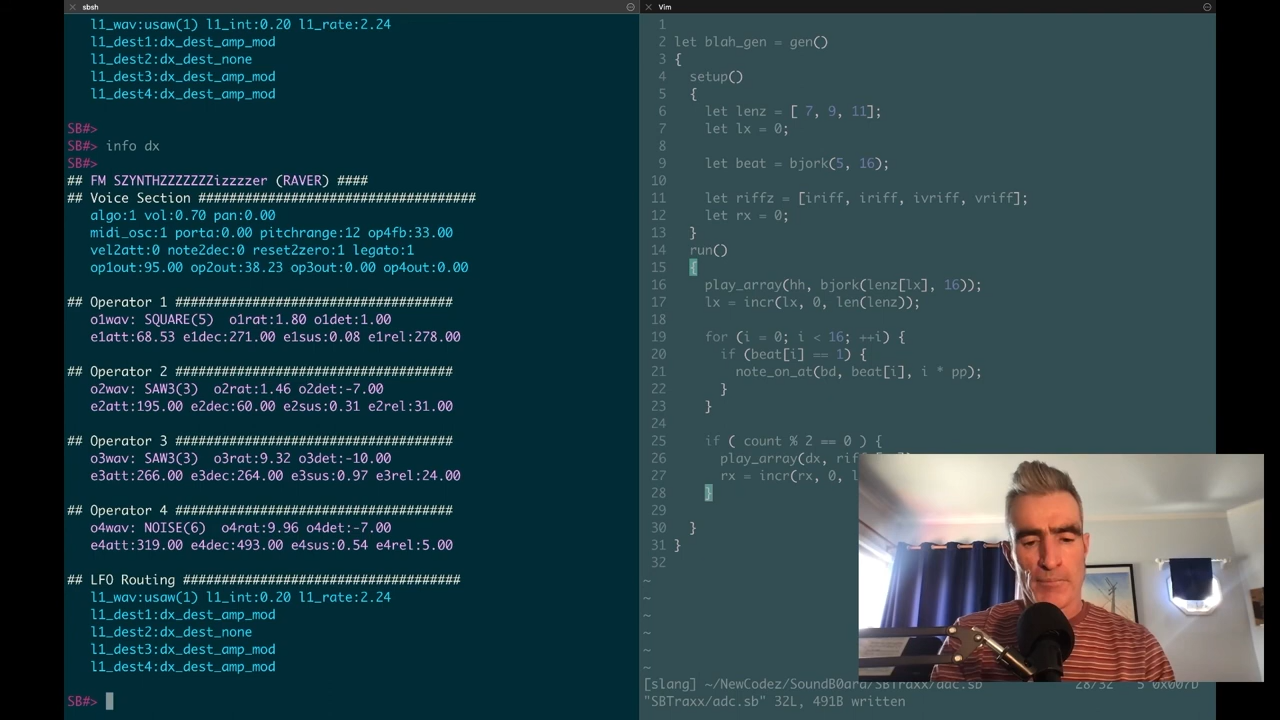 sbsh
l1_wav:usaw(1) l1_int:0.20 l1_rate:2.24
l1_dest1:dx_dest_amp_mod
l1_dest2:dx_dest_none
l1_dest3:dx_dest_amp_mod
l1_dest4:dx_dest_amp_mod
SB#>
SB#> info dx
SB#>
## FM SZYNTHZZZZZZZizzzzer (RAVER) ####
## Voice Section ####################################
algo:1 vol:0.70 pan:0.00
midi_osc:1 porta:0.00 pitchrange:12 op4fb:33.00
vel2att:0 note2dec:0 reset2zero:1 legato:1
op1out:95.00 op2out:38.23 op3out:0.00 op4out:0.00
## Operator 1 ####################################
o1wav: SQUARE(5) o1rat:1.80 o1det:1.00
e1att:68.53 e1dec:271.00 e1sus:0.08 e1rel:278.00
## Operator 2 ####################################
o2wav: SAW3(3) o2rat:1.46 o2det:-7.00
e2att:195.00 e2dec:60.00 e2sus:0.31 e2rel:31.00
## Operator 3 ####################################
o3wav: SAW3(3) o3rat:9.32 o3det:-10.00
e3att:266.00 e3dec:264.00 e3sus:0.97 e3rel:24.00
## Operator 4 ####################################
o4wav: NOISE(6) o4rat:9.96 o4det:-7.00
e4att:319.00 e4dec:493.00 e4sus:0.54 e4rel:5.00
## LFO Routing ####################################
l1_wav:usaw(1) l1_int:0.20 l1_rate:2.24
l1_dest1:dx_dest_amp_mod
l1_dest2:dx_dest_none
l1_dest3:dx_dest_amp_mod
l1_dest4:dx_dest_amp_mod
SB#>
Vim
1
2 let blah_gen = gen()
3 {
4 setup()
5 {
6 let lenz = [ 7, 9, 11];
7 let lx = 0;
8
9 let beat = bjork(5, 16);
10
11 let riffz = [iriff, iriff, ivriff, vriff];
12 let rx = 0;
13 }
14 run()
15 {
16 play_array(hh, bjork(lenz[lx], 16));
17 lx = incr(lx, 0, len(lenz));
18
19 for (i = 0; i < 16; ++i) {
20 if (beat[i] == 1) {
21 note_on_at(bd, beat[i], i * pp);
22 }
23 }
24
25 if ( count % 2 == 0 ) {
26 play_array(dx,
27 rx = incr(rx, 0,
28 }
29
30 }
31 }
32
~
~
~
~
~
~
[slang] ~/NewCodez/SoundB0ard/SBTraxx/adc.sb 28/32 5 0x007D
"SBTraxx/adc.sb" 32L, 491B written